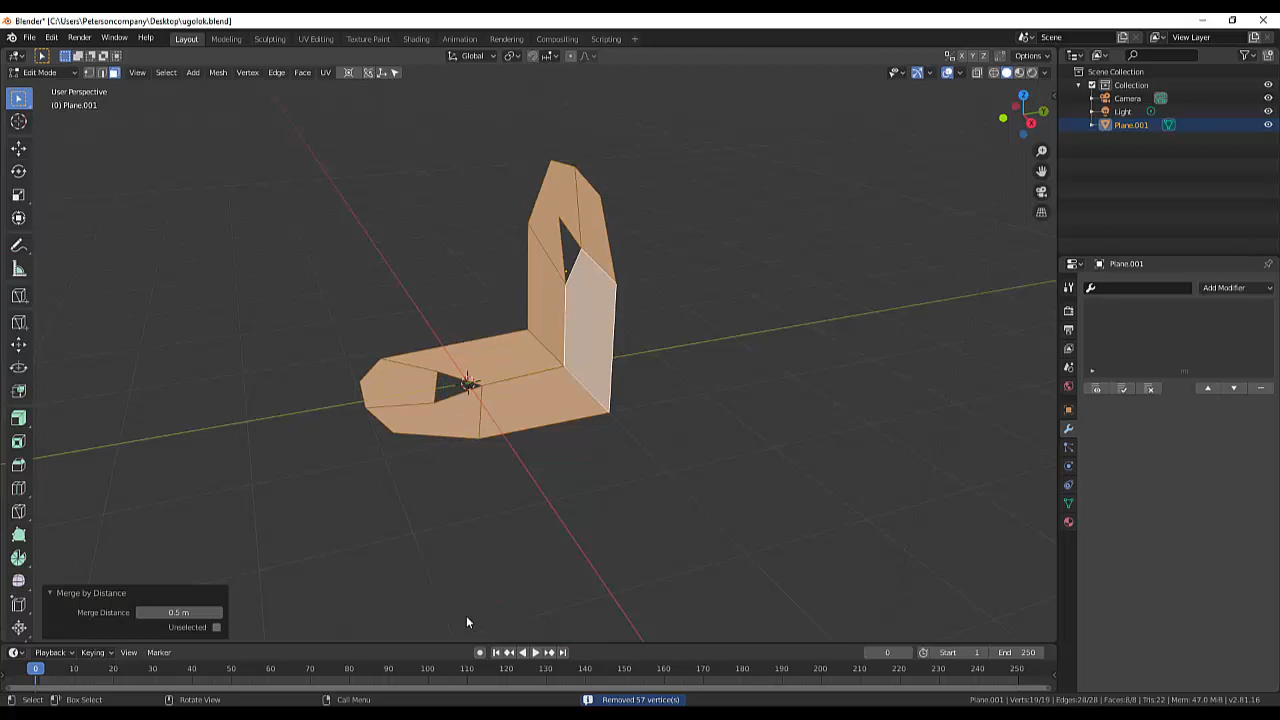 Blender* [C:\Users\Petersoncompany\Desktop\ugolok.blend]
File Edit Render Window Help Layout Modeling Sculpting UV Editing Texture Paint Shading Animation Rendering Compositing Scripting + Scene View Layer
Global Options
Edit Mode View Select Add Mesh Vertex Edge Face UV
X Y Z
User Perspective
(0) Plane.001
Z
Y
X
Scene Collection
Collection
Camera
Light
Plane.001
Plane.001
Add Modifier
Merge by Distance
Merge Distance 0.5 m
Unselected
Playback Keying View Marker 0 Start 1 End 250
0 10 20 30 40 50 60 70 80 90 100 110 120 130 140 150 160 170 180 190 200 210 220 230 240 250
Select Box Select Rotate View Call Menu Removed 57 vertice(s) Plane.001 | Verts:19/19 | Edges:28/28 | Faces:8/8 | Tris:22 | Mem: 47.0 MiB | v2.81.16